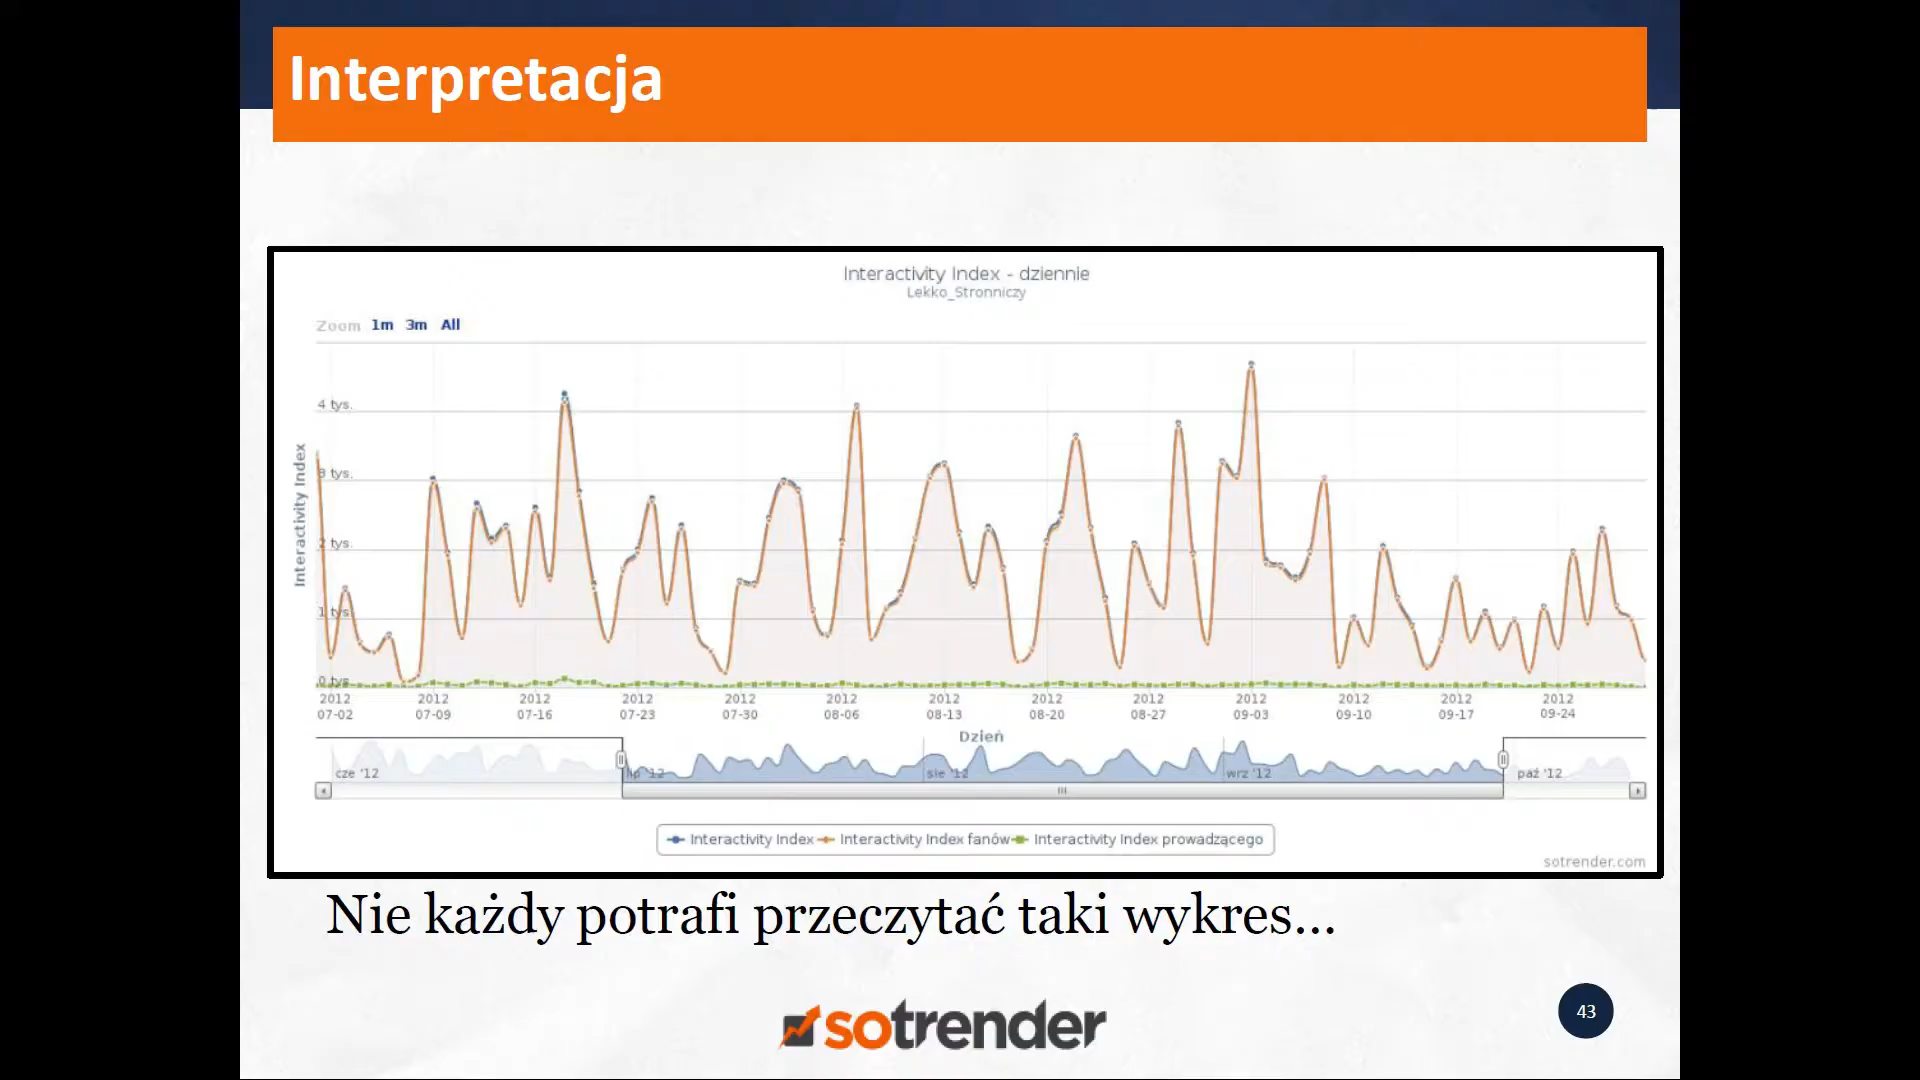 Interpretacja
Interactivity Index - dziennie
Lekko_Stronniczy
Zoom 1m 3m All
Interactivity Index
4 tys.
3 tys.
2 tys.
1 tys.
0 tys.
2012 2012 2012 2012 2012 2012 2012 2012 2012 2012 2012 2012 2012
07-02 07-09 07-16 07-23 07-30 08-06 08-13 08-20 08-27 09-03 09-10 09-17 09-24
Dzień
cze '12 lip '12 sie '12 wrz '12 paź '12
Interactivity Index Interactivity Index fanów Interactivity Index prowadzącego
sotrender.com
Nie każdy potrafi przeczytać taki wykres...
sotrender
43